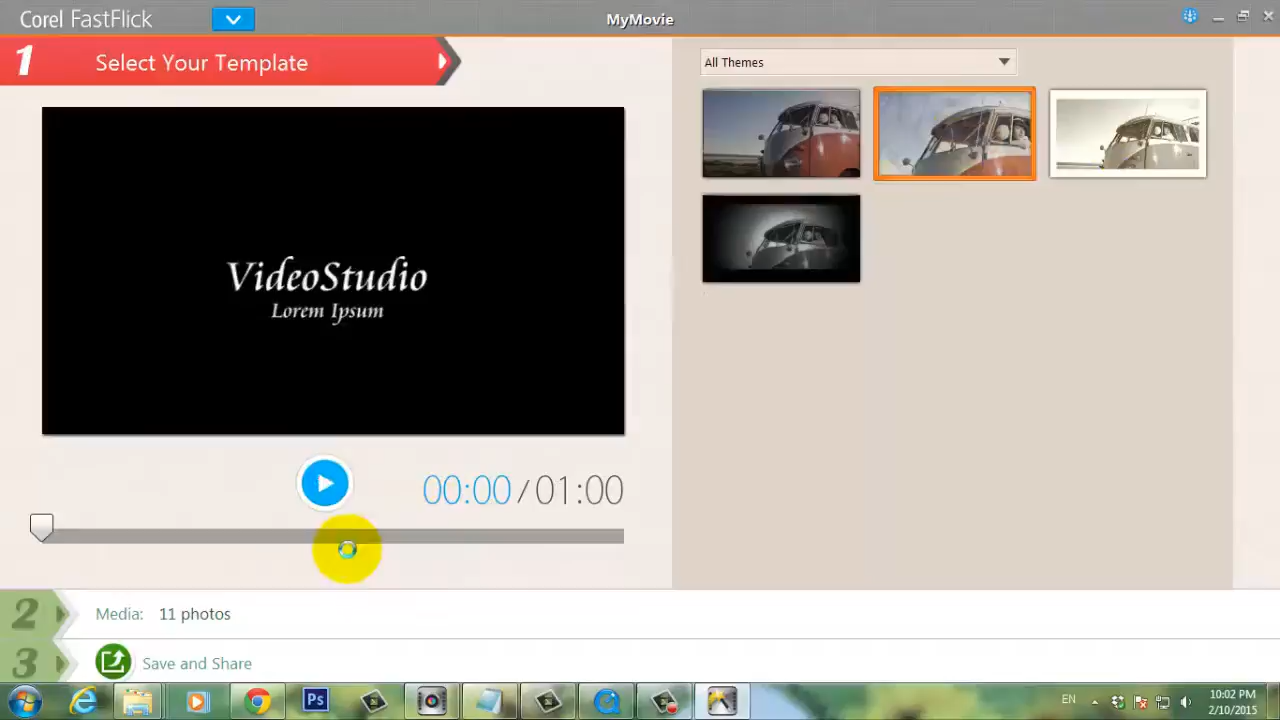 Corel FastFlick
MyMovie
1 Select Your Template
All Themes
VideoStudio
Lorem Ipsum
00:00/01:00
2 Media: 11 photos
3 Save and Share
Ps
EN
10:02 PM
2/10/2015